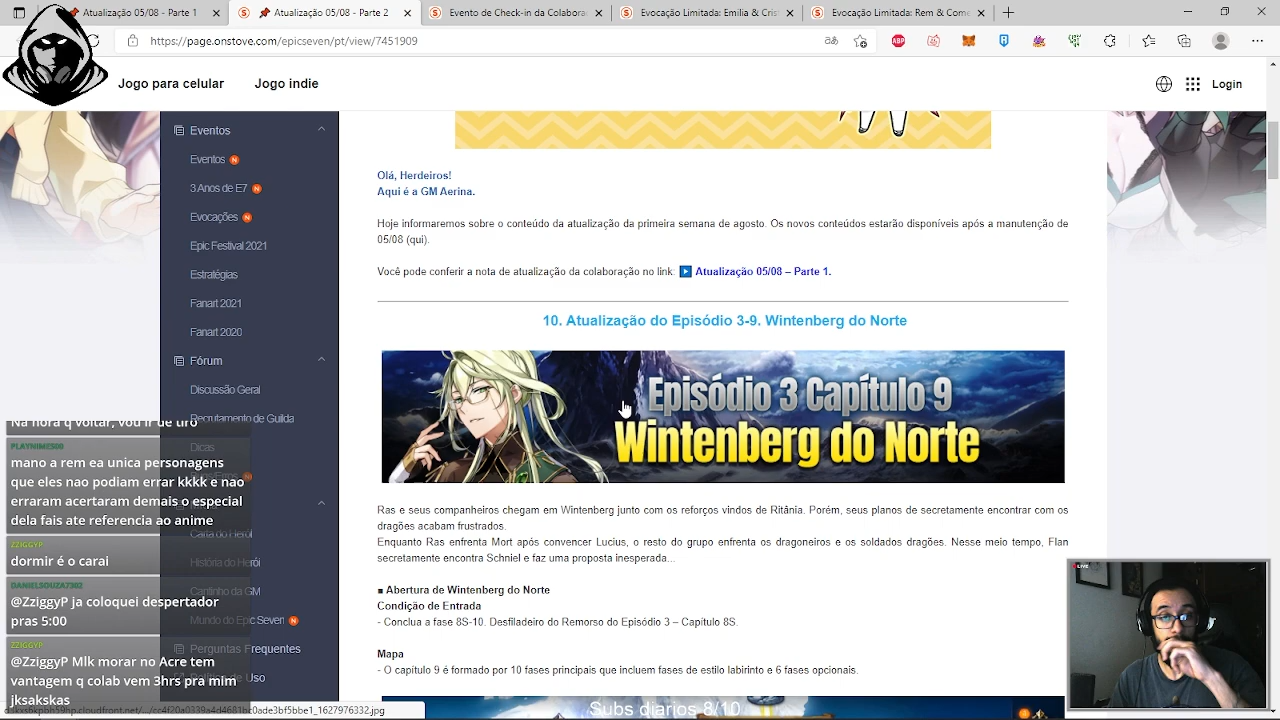 Atualização 05/08 - Parte 1
Atualização 05/08 - Parte 2
Evento de Check-in da Colabora
Evocação Limitada: Emilia &
Evocação Limitada: Rem &
https://page.onstove.com/epicseven/pt/view/7451909
Jogo para celular
Jogo indie
Login
Eventos
Eventos
3 Anos de E7
Evocações
Epic Festival 2021
Estratégias
Fanart 2021
Fanart 2020
Fórum
Discussão Geral
Recrutamento de Guilda
Dicas
Carta do Herói
História do Herói
Cantinho da GM
Mundo do Epic Seven
Perguntas Frequentes
Política de Uso
Olá, Herdeiros!
Aqui é a GM Aerina.
Hoje informaremos sobre o conteúdo da atualização da primeira semana de agosto. Os novos conteúdos estarão disponíveis após a manutenção de
05/08 (qui).
Você pode conferir a nota de atualização da colaboração no link: Atualização 05/08 – Parte 1.
10. Atualização do Episódio 3-9. Wintenberg do Norte
Episódio 3 Capítulo 9
Wintenberg do Norte
Ras e seus companheiros chegam em Wintenberg junto com os reforços vindos de Ritânia. Porém, seus planos de secretamente encontrar com os
dragões acabam frustrados.
Enquanto Ras enfrenta Mort após convencer Lucius, o resto do grupo enfrenta os dragoneiros e os soldados dragões. Nesse meio tempo, Flan
secretamente encontra Schniel e faz uma proposta inesperada...
■ Abertura de Wintenberg do Norte
Condição de Entrada
- Conclua a fase 8S-10. Desfiladeiro do Remorso do Episódio 3 – Capítulo 8S.
Mapa
- O capítulo 9 é formado por 10 fases principais que incluem fases de estilo labirinto e 6 fases opcionais.
Na hora q voltar, vou ir de tiro
PLAYNIMES00
mano a rem ea unica personagens
que eles nao podiam errar kkkk e nao
erraram acertaram demais o especial
dela fais ate referencia ao anime
ZZIGGYP
dormir é o carai
DANIELSOUZA7302
@ZziggyP ja coloquei despertador
pras 5:00
ZZIGGYP
@ZziggyP Mlk morar no Acre tem
vantagem q colab vem 3hrs pra mim
jksakskas
Subs diarios 8/11
LIVE